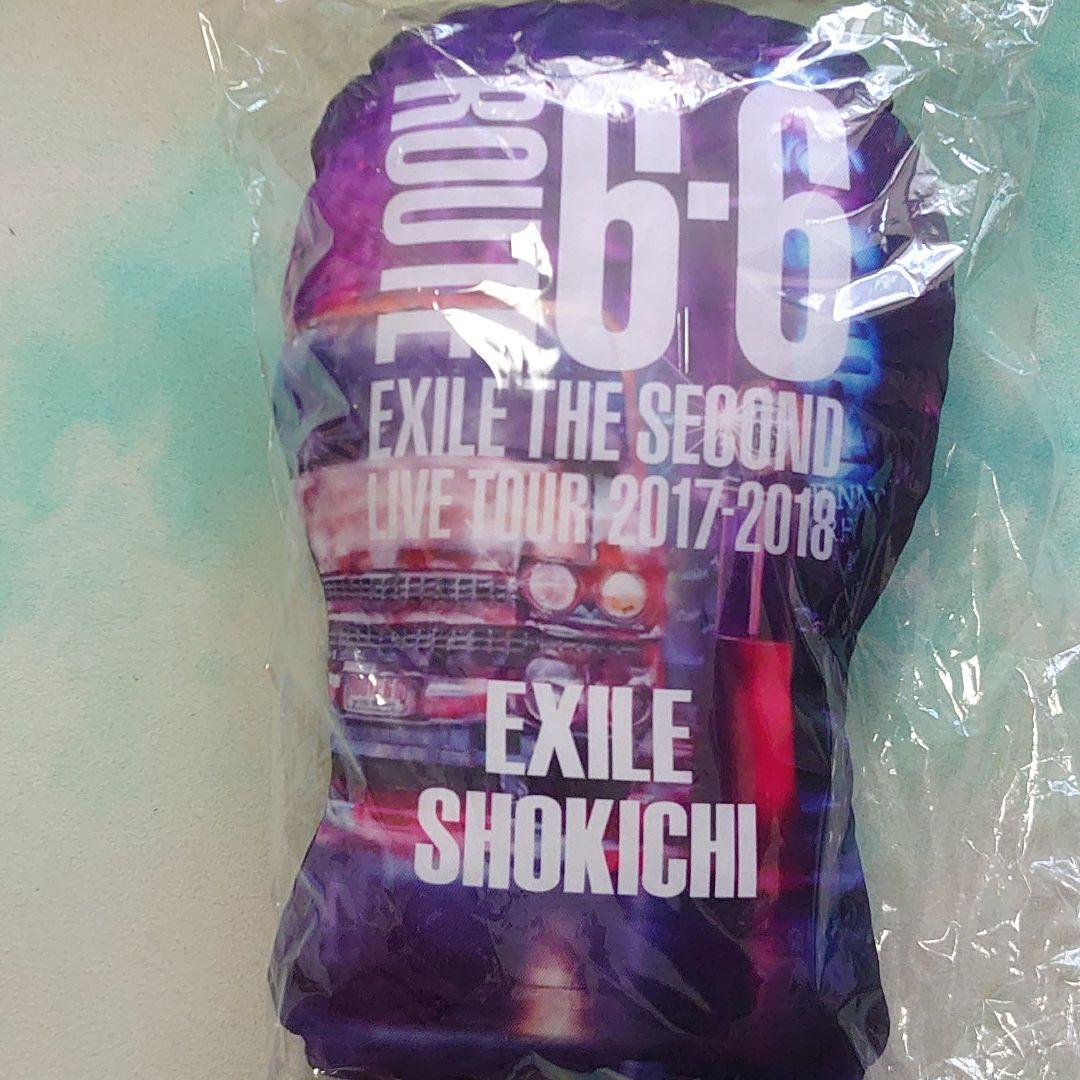 ROUTE
6·6
EXILE THE SECOND
LIVE TOUR 2017-2018
EXILE
SHOKICHI